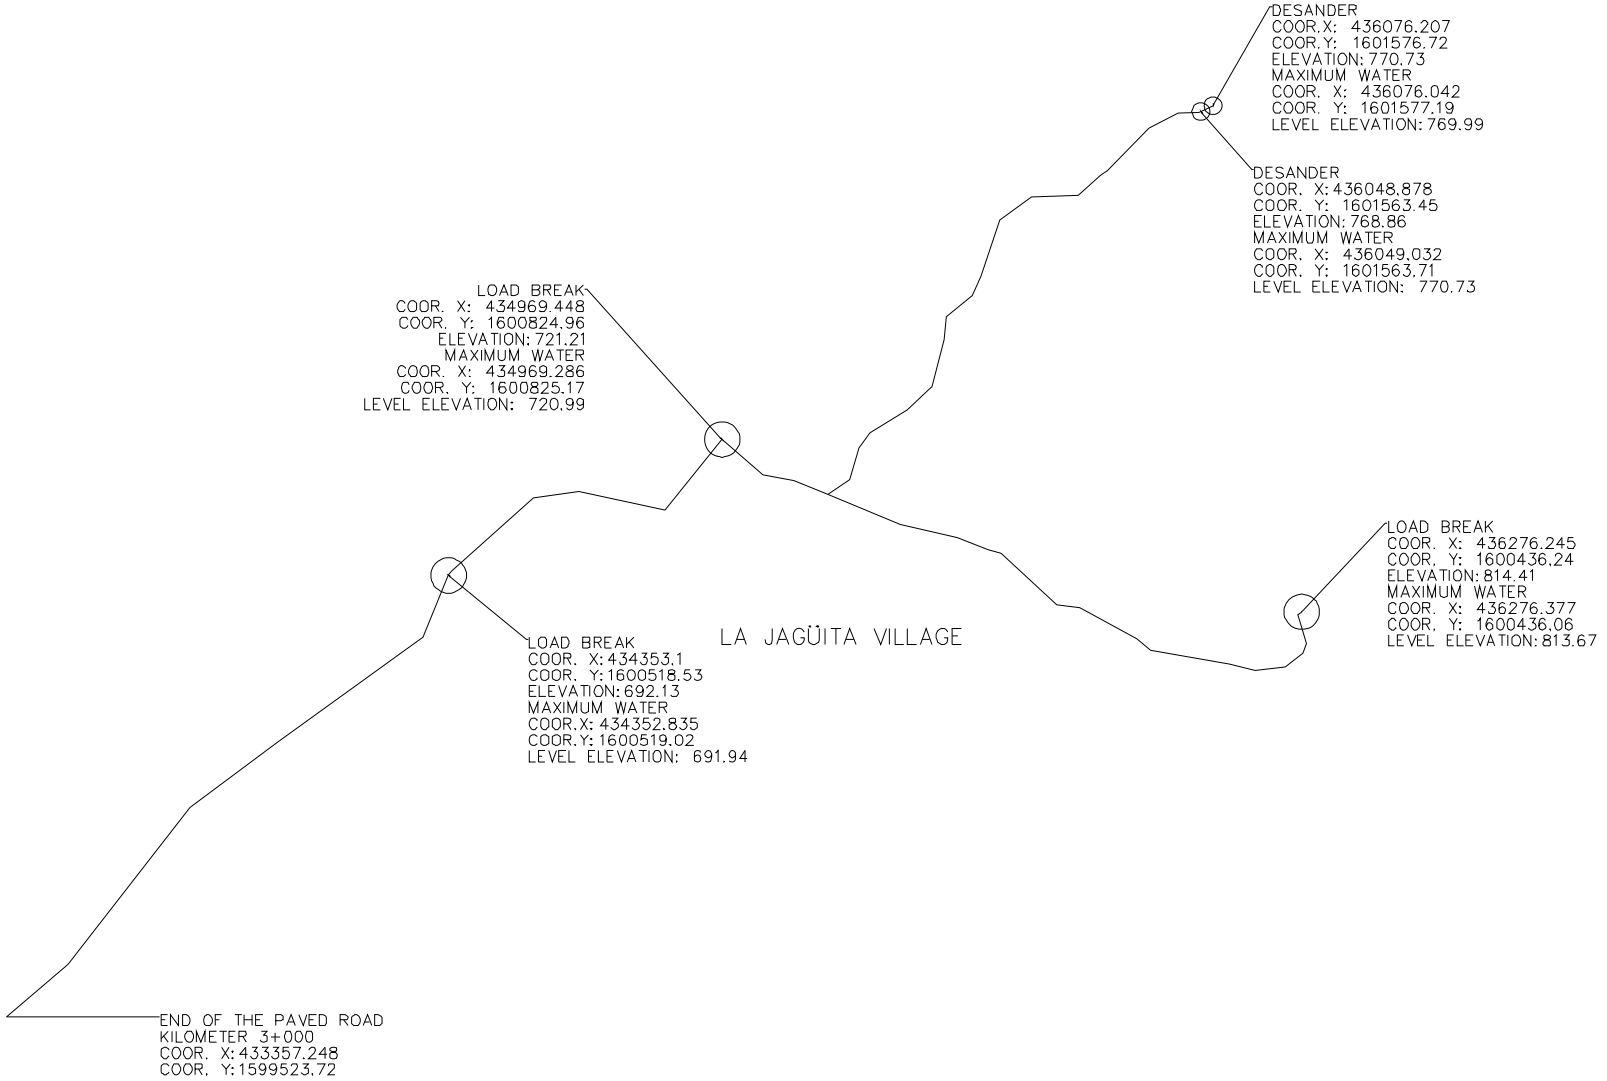 DESANDER
COOR.X: 436076.207
COOR.Y: 1601576.72
ELEVATION: 770.73
MAXIMUM WATER
COOR. X: 436076.042
COOR. Y: 1601577.19
LEVEL ELEVATION: 769.99
DESANDER
COOR. X: 436048.878
COOR. Y: 1601563.45
ELEVATION: 768.86
MAXIMUM WATER
COOR. X: 436049.032
COOR. Y: 1601563.71
LEVEL ELEVATION: 770.73
LOAD BREAK
COOR. X: 434969.448
COOR. Y: 1600824.96
ELEVATION: 721.21
MAXIMUM WATER
COOR. X: 434969.286
COOR. Y: 1600825.17
LEVEL ELEVATION: 720.99
LOAD BREAK
COOR. X: 436276.245
COOR. Y: 1600436.24
ELEVATION: 814.41
MAXIMUM WATER
COOR. X: 436276.377
COOR. Y: 1600436.06
LEVEL ELEVATION: 813.67
LA JAGÜITA VILLAGE
LOAD BREAK
COOR. X: 434353.1
COOR. Y: 1600518.53
ELEVATION: 692.13
MAXIMUM WATER
COOR.X: 434352.835
COOR.Y: 1600519.02
LEVEL ELEVATION: 691.94
END OF THE PAVED ROAD
KILOMETER 3+000
COOR. X: 433357.248
COOR. Y: 1599523.72